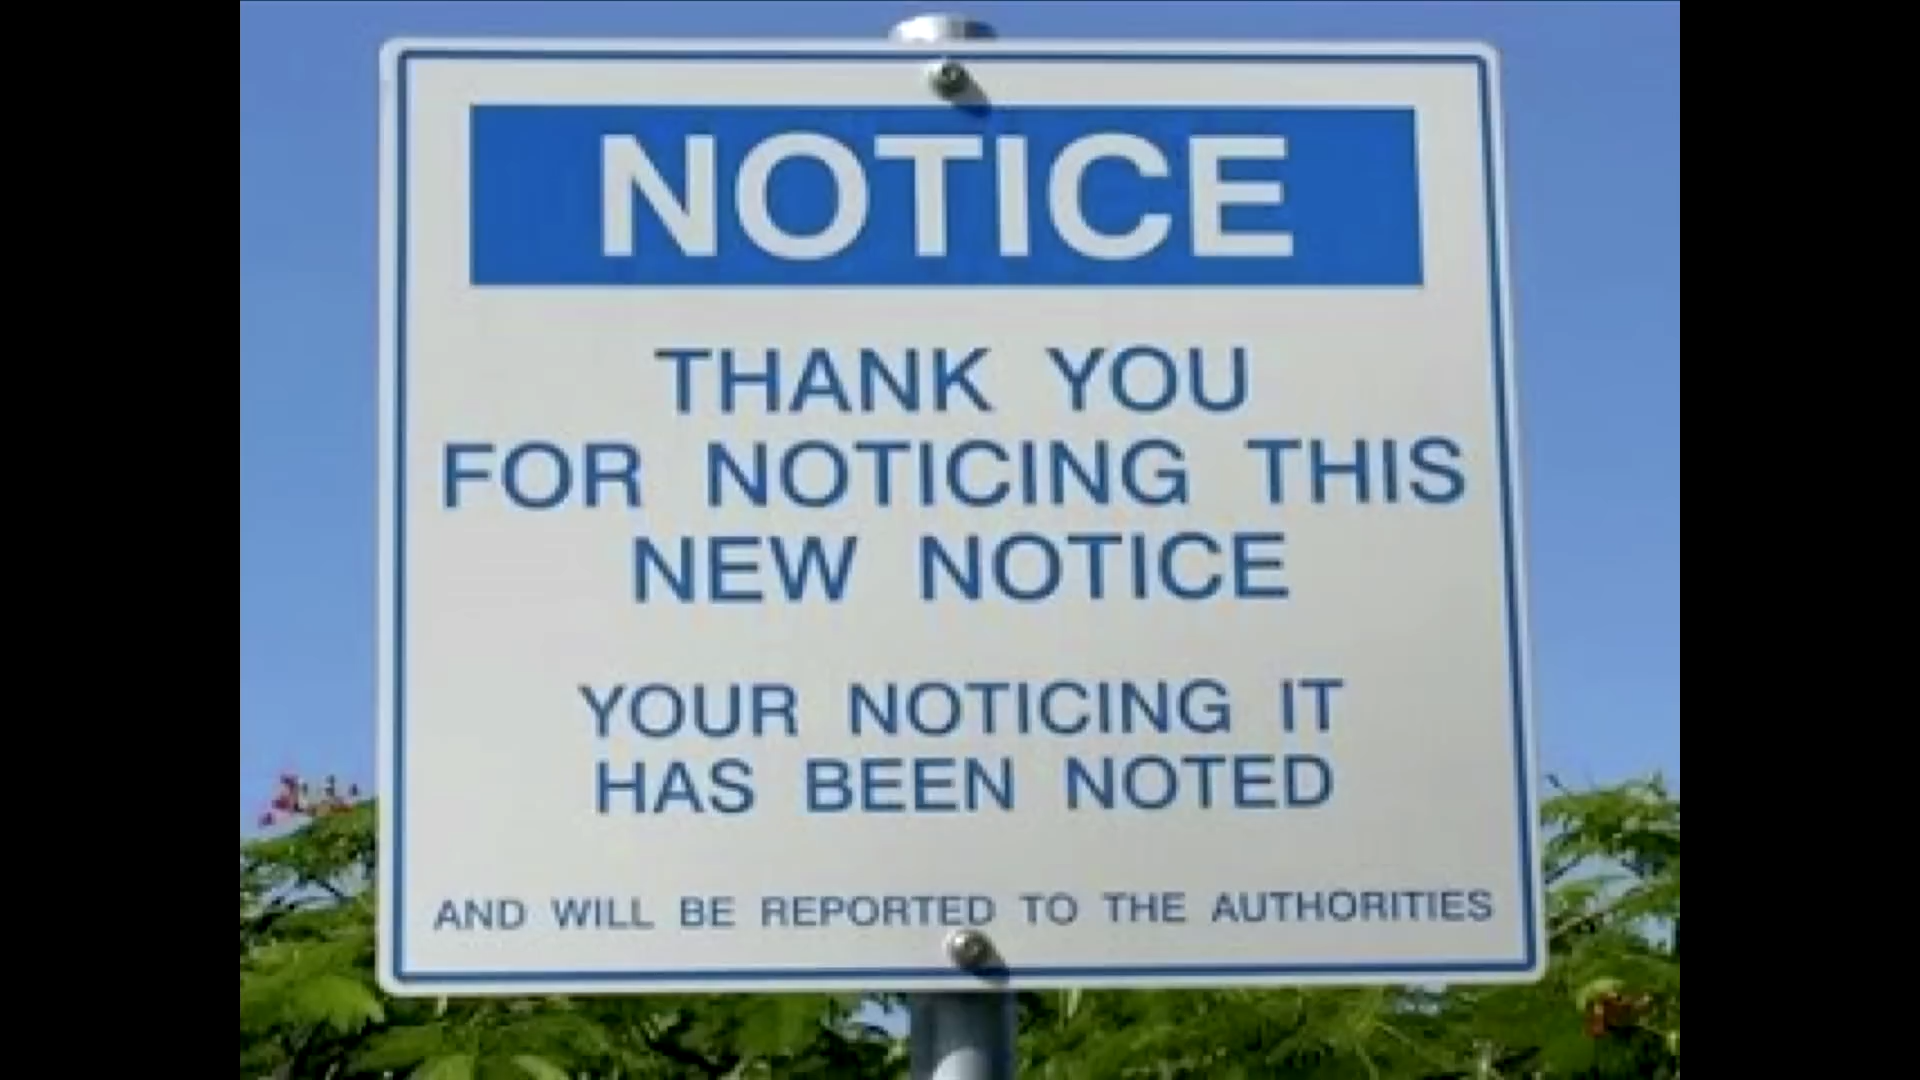 NOTICE
THANK YOU
FOR NOTICING THIS
NEW NOTICE
YOUR NOTICING IT
HAS BEEN NOTED
AND WILL BE REPORTED TO THE AUTHORITIES